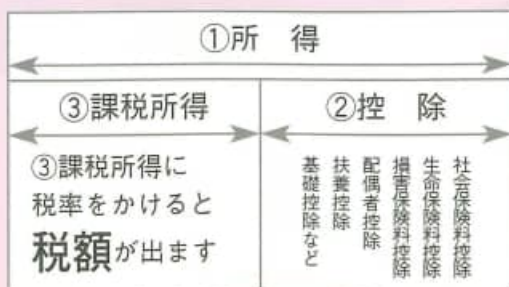 ①所 得
③課税所得
②控 除
③課税所得に
税率をかけると
税額が出ます
社会保険料控除
生命保険料控除
損害保険料控除
配偶者控除
扶養控除
基礎控除など